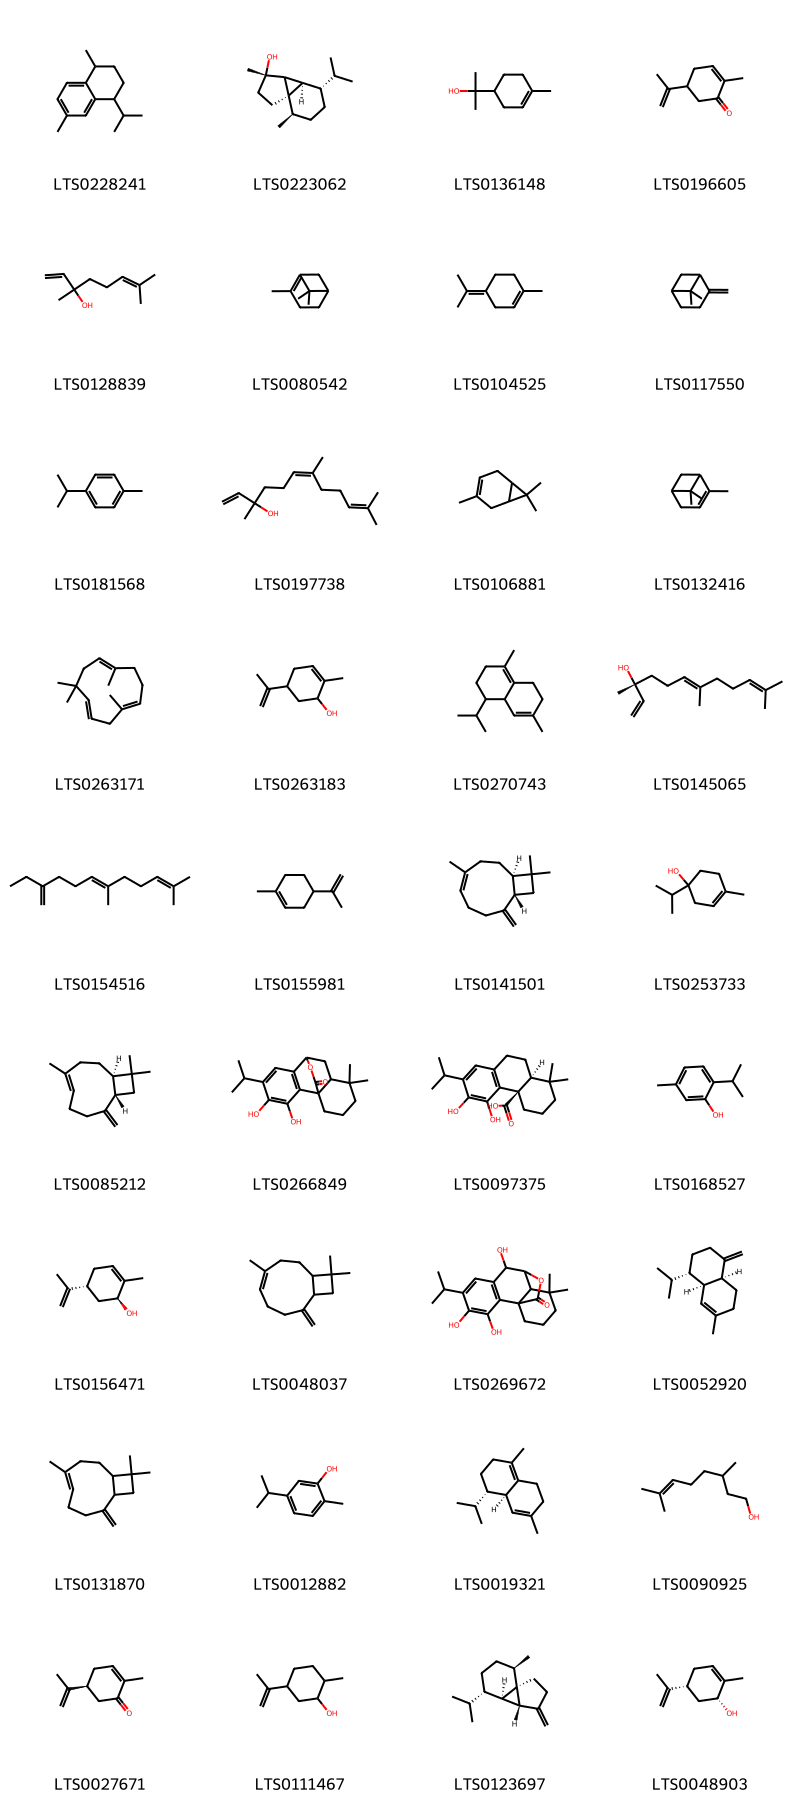 OH
LTS0228241 LTS0223062 LTS0136148 LTS0196605
H
HO
O
OH
LTS0128839 LTS0080542 LTS0104525 LTS0117550
OH
LTS0181568 LTS0197738 LTS0106881 LTS0132416
HO
OH
LTS0263171 LTS0263183 LTS0270743 LTS0145065
H
HO
H
LTS0154516 LTS0155981 LTS0141501 LTS0253733
H
H
O
O
HO
OH
H
HO
HO
OH
O
OH
LTS0085212 LTS0266849 LTS0097375 LTS0168527
OH
OH
O
O
HO
OH
H
H
LTS0156471 LTS0048037 LTS0269672 LTS0052920
OH
H
OH
LTS0131870 LTS0012882 LTS0019321 LTS0090925
O
OH
H
H
OH
LTS0027671 LTS0111467 LTS0123697 LTS0048903